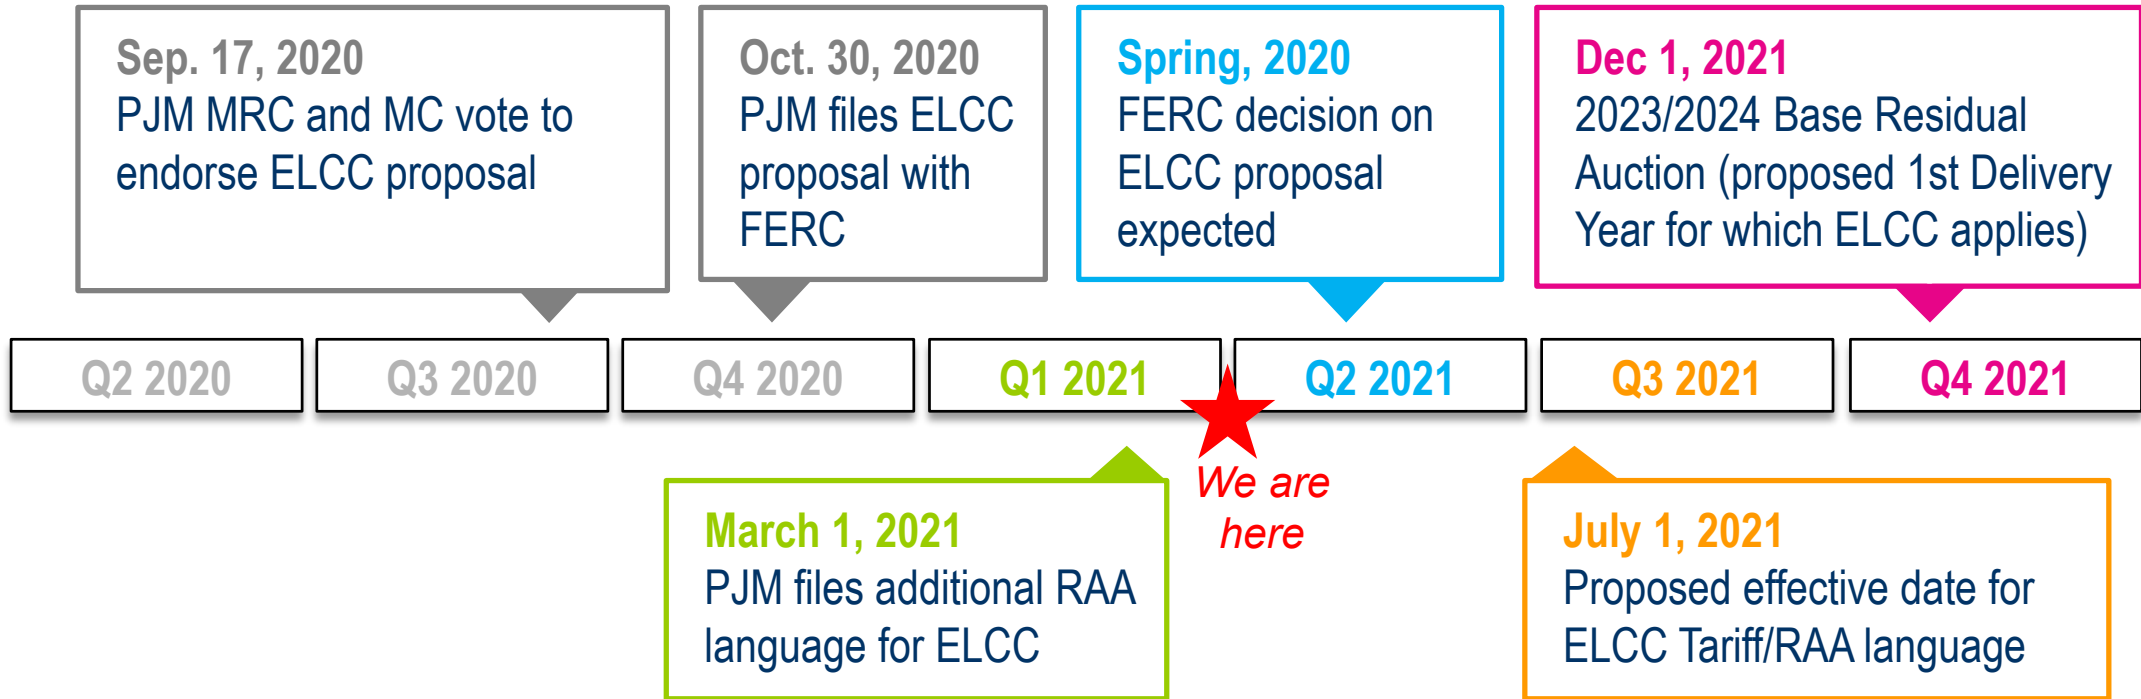 Sep. 17, 2020
PJM MRC and MC vote to
endorse ELCC proposal
Oct. 30, 2020
PJM files ELCC
proposal with
FERC
Spring, 2020
FERC decision on
ELCC proposal
expected
Dec 1, 2021
2023/2024 Base Residual
Auction (proposed 1st Delivery
Year for which ELCC applies)
Q2 2020
Q3 2020
Q4 2020
Q1 2021
Q2 2021
Q3 2021
Q4 2021
March 1, 2021
PJM files additional RAA
language for ELCC
We are
here
July 1, 2021
Proposed effective date for
ELCC Tariff/RAA language